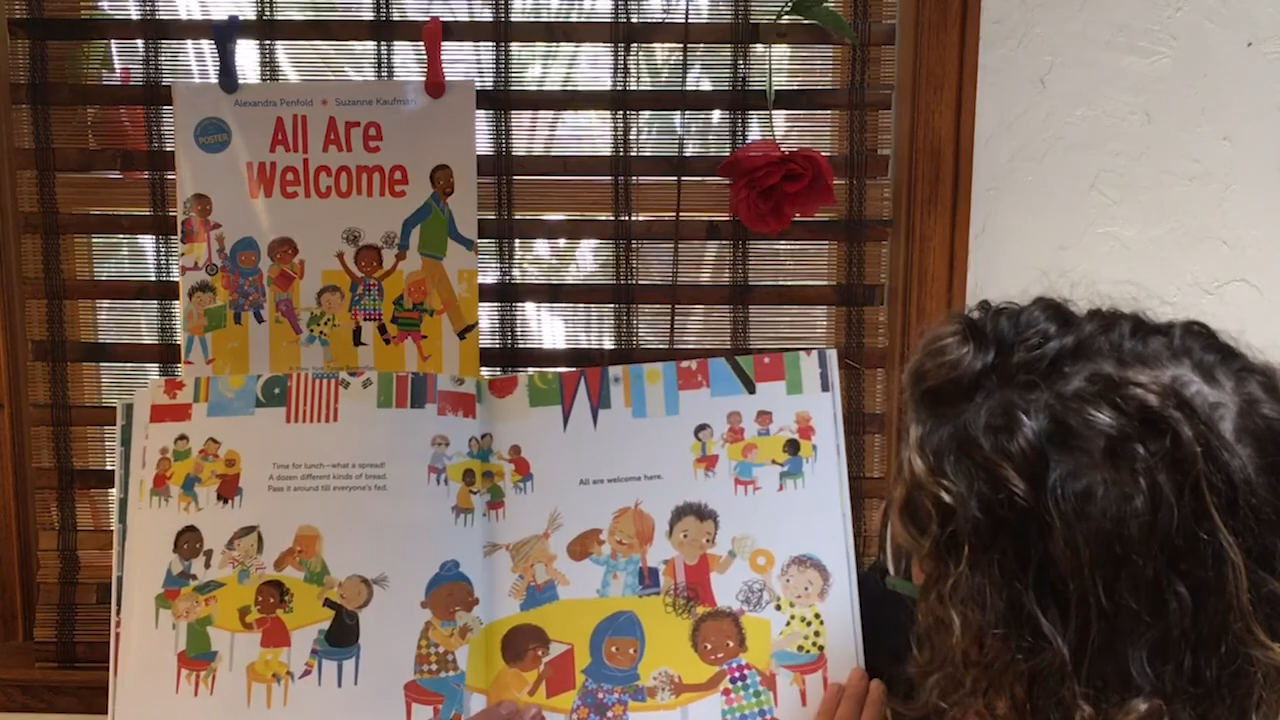 Alexandra Penfold * Suzanne Kaufman
POSTER
All Are
Welcome
Time for lunch—what a spread!
A dozen different kinds of bread.
Pass it around till everyone's fed.
All are welcome here.